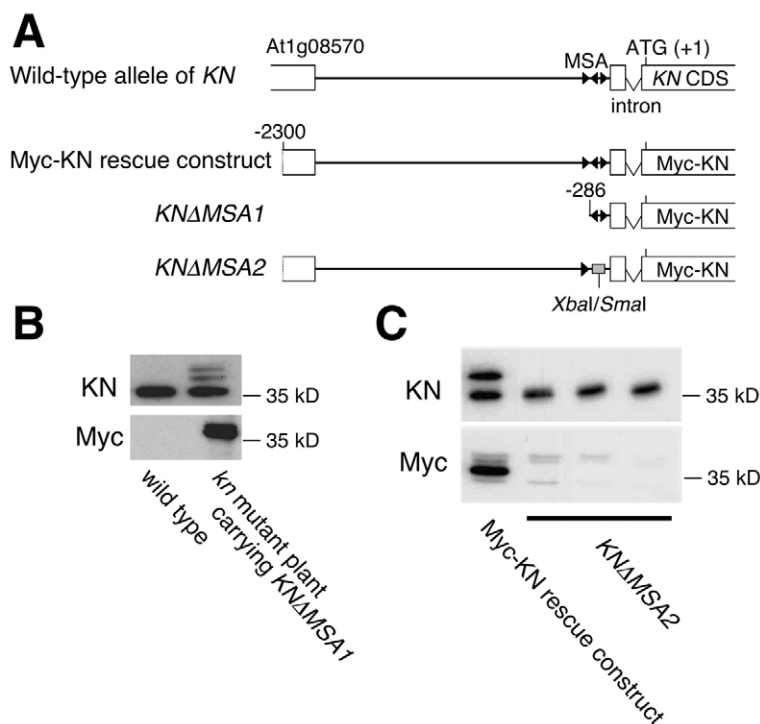 A
At1g08570
MSA
ATG (+1)
Wild-type allele of KN
KN CDS
intron
-2300
Myc-KN rescue construct
Myc-KN
-286
KNΔMSA1
Myc-KN
KNΔMSA2
Myc-KN
XbaI/SmaI
B
KN
35 kD
Myc
35 kD
wild type
kn mutant plant
carrying KNΔMSA1
C
KN
35 kD
Myc
35 kD
Myc-KN rescue construct
KNΔMSA2